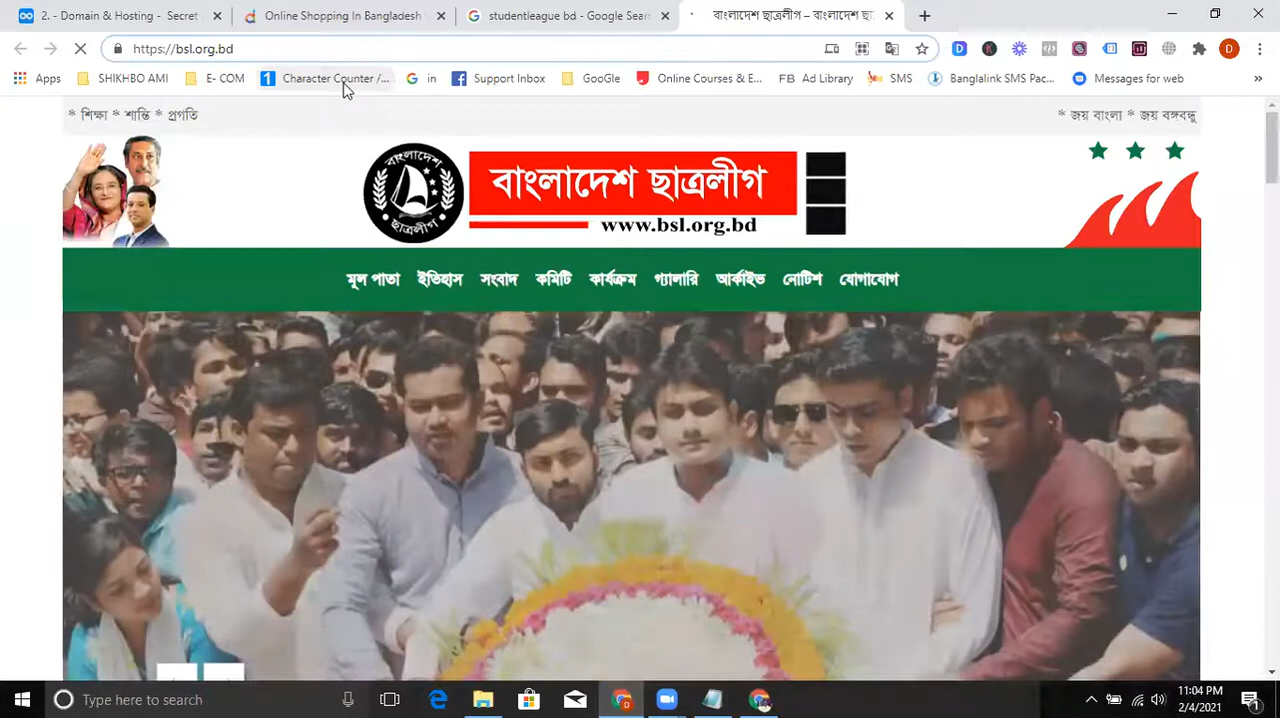 2. - Domain & Hosting - Secret
Online Shopping In Bangladesh
studentleague bd - Google Sear
বাংলাদেশ ছাত্রলীগ – বাংলাদেশ ছা
https://bsl.org.bd
Apps
SHIKHBO AMI
E- COM
Character Counter /...
in
Support Inbox
GooGle
Online Courses & E...
FB Ad Library
SMS
Banglalink SMS Pac...
Messages for web
* শিক্ষা * শান্তি * প্রগতি
* জয় বাংলা * জয় বঙ্গবন্ধু
বাংলাদেশ
ছাত্রলীগ
বাংলাদেশ ছাত্রলীগ
www.bsl.org.bd
মূল পাতা ইতিহাস সংবাদ কমিটি কার্যক্রম গ্যালারি আর্কাইভ নোটিশ যোগাযোগ
Type here to search
11:04 PM
2/4/2021